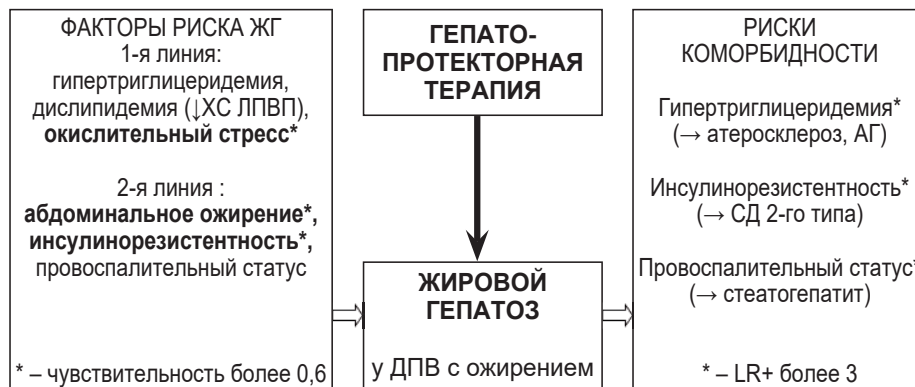 ФАКТОРЫ РИСКА ЖГ
1-я линия:
гипертриглицеридемия,
дислипидемия (↓ХС ЛПВП),
окислительный стресс*
2-я линия :
абдоминальное ожирение*,
инсулинорезистентность*,
провоспалительный статус
* – чувствительность более 0,6
ГЕПАТО-
ПРОТЕКТОРНАЯ
ТЕРАПИЯ
ЖИРОВОЙ
ГЕПАТОЗ
у ДПВ с ожирением
РИСКИ
КОМОРБИДНОСТИ
Гипертриглицеридемия*
(→ атеросклероз, АГ)
Инсулинорезистентность*
(→ СД 2-го типа)
Провоспалительный статус*
(→ стеатогепатит)
* – LR+ более 3